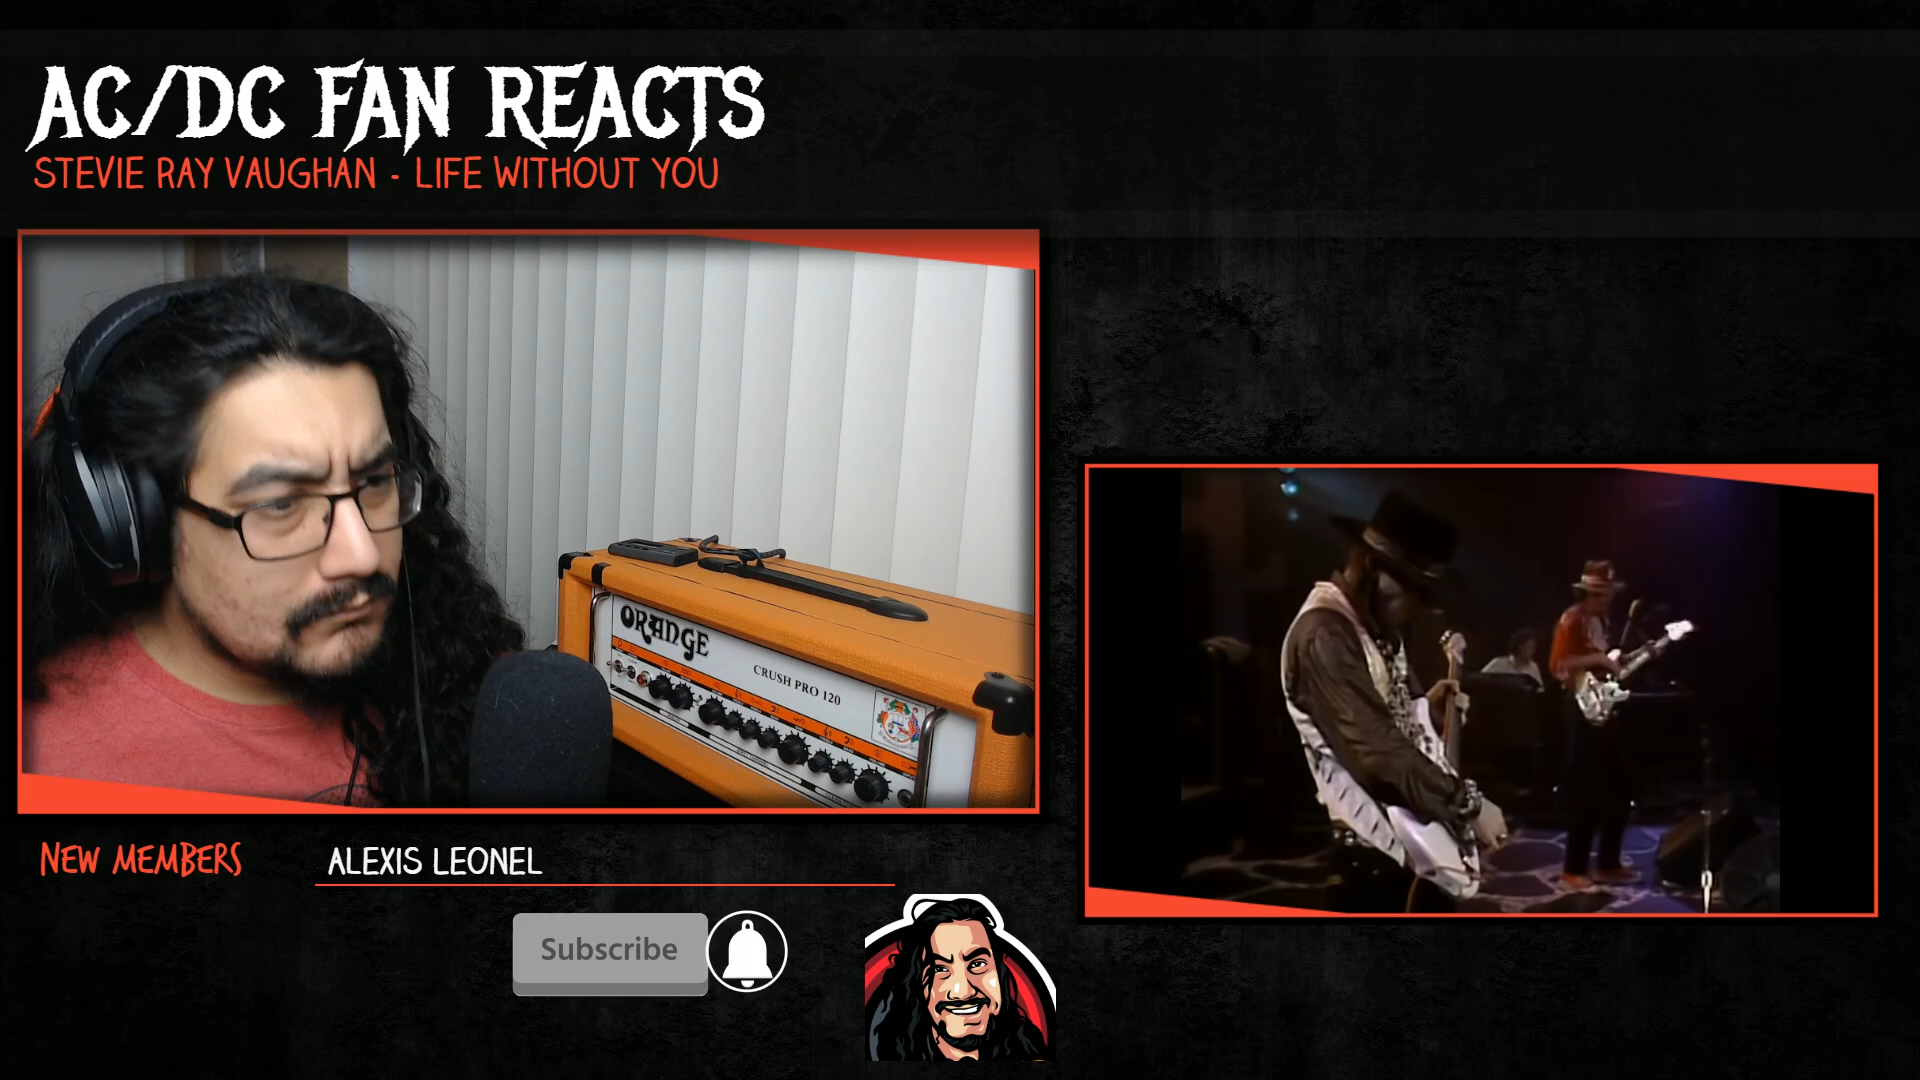 AC/DC FAN REACTS
STEVIE RAY VAUGHAN - LIFE WITHOUT YOU
ORANGE
CRUSH PRO 120
NEW MEMBERS
ALEXIS LEONEL
Subscribe